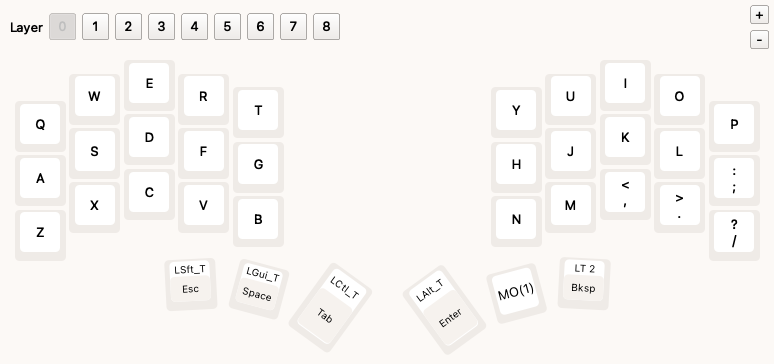 Layer 0 1 2 3 4 5 6 7 8
+
-
Q W E R T Y U I O P
A S D F G H J K L :
;
Z X C V B N M <
,
>
.
?
/
LSft_T
Esc
LGui_T
Space
LCtl_T
Tab
LAlt_T
Enter
MO(1)
LT 2
Bksp